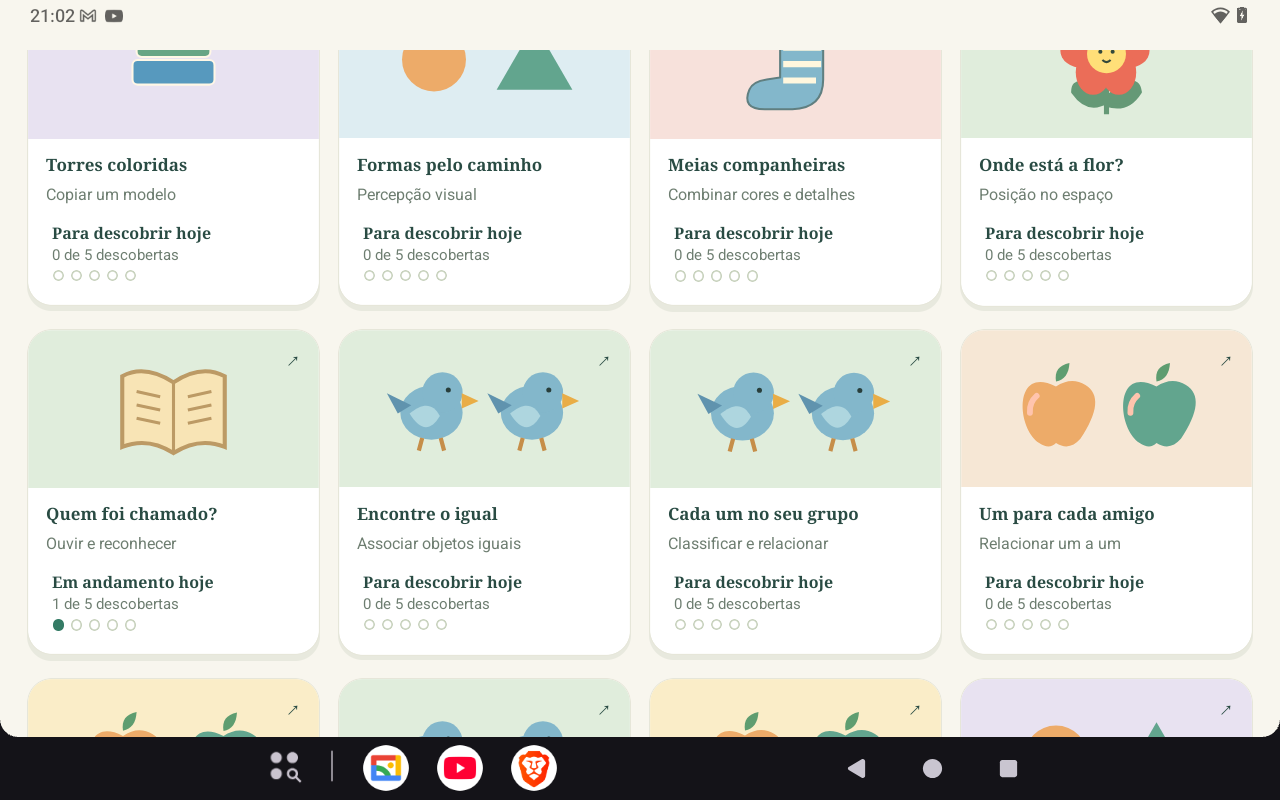 21:02
Torres coloridas
Copiar um modelo
Para descobrir hoje
0 de 5 descobertas
Formas pelo caminho
Percepção visual
Para descobrir hoje
0 de 5 descobertas
Meias companheiras
Combinar cores e detalhes
Para descobrir hoje
0 de 5 descobertas
Onde está a flor?
Posição no espaço
Para descobrir hoje
0 de 5 descobertas
Quem foi chamado?
Ouvir e reconhecer
Em andamento hoje
1 de 5 descobertas
Encontre o igual
Associar objetos iguais
Para descobrir hoje
0 de 5 descobertas
Cada um no seu grupo
Classificar e relacionar
Para descobrir hoje
0 de 5 descobertas
Um para cada amigo
Relacionar um a um
Para descobrir hoje
0 de 5 descobertas